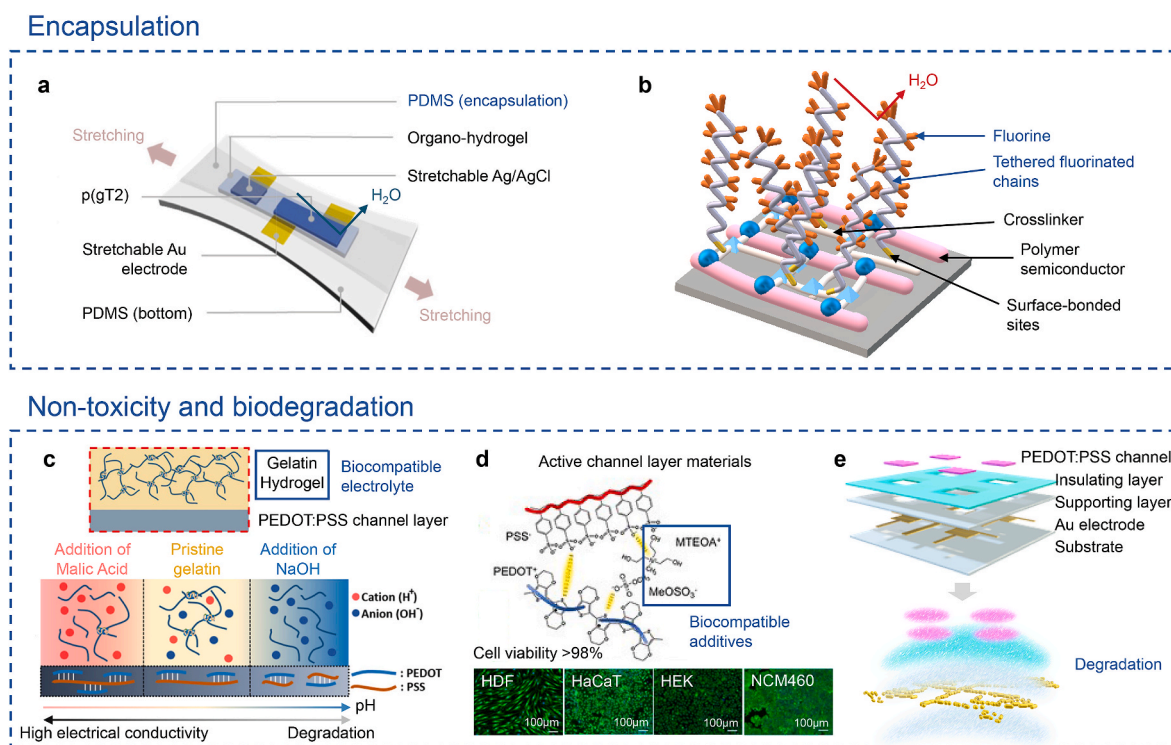 Encapsulation
a
PDMS (encapsulation)
Stretching
Organo-hydrogel
Stretchable Ag/AgCl
p(gT2)
H₂O
Stretchable Au
electrode
PDMS (bottom)
Stretching
b
H₂O
Fluorine
Tethered fluorinated
chains
Crosslinker
Polymer
semiconductor
Surface-bonded
sites
Non-toxicity and biodegradation
c
Gelatin
Hydrogel
Biocompatible
electrolyte
PEDOT:PSS channel layer
Addition of
Malic Acid
Pristine
gelatin
Addition of
NaOH
Cation (H⁺)
Anion (OH⁻)
: PEDOT
: PSS
pH
High electrical conductivity
Degradation
d
Active channel layer materials
PSS⁻
MTEOA⁺
PEDOT⁺
MeOSO₃⁻
Biocompatible
additives
Cell viability >98%
HDF
HaCaT
HEK
NCM460
100μm
100μm
100μm
100μm
e
PEDOT:PSS channel
Insulating layer
Supporting layer
Au electrode
Substrate
Degradation